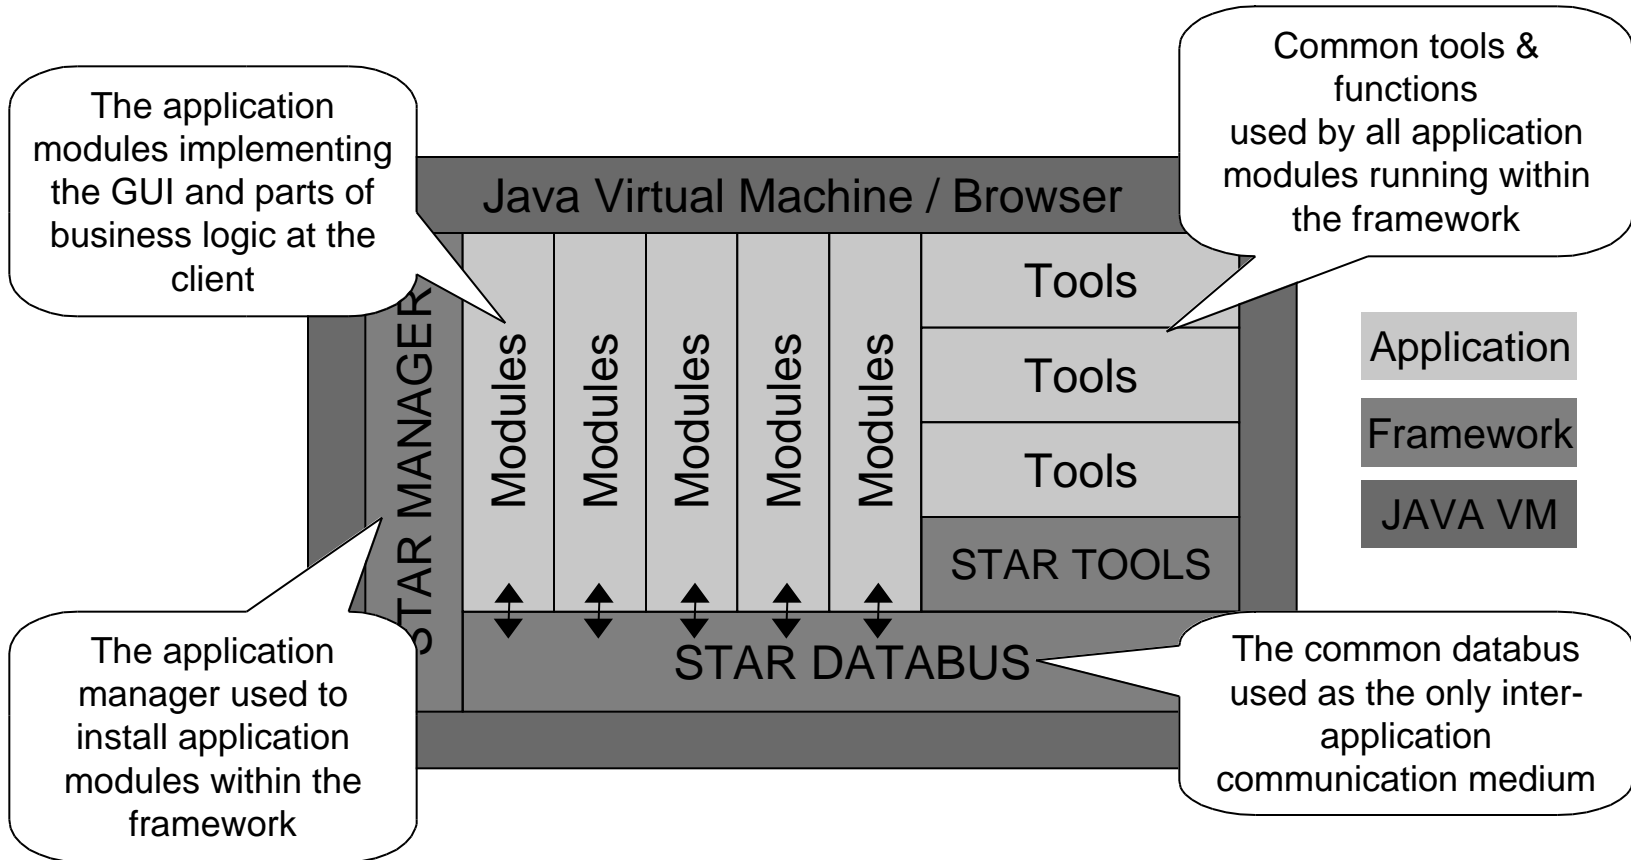 The application
modules implementing
the GUI and parts of
business logic at the
client
Common tools &
functions
used by all application
modules running within
the framework
Java Virtual Machine / Browser
STAR MANAGER
Modules
Modules
Modules
Modules
Modules
Tools
Tools
Tools
STAR TOOLS
STAR DATABUS
Application
Framework
JAVA VM
The application
manager used to
install application
modules within the
framework
The common databus
used as the only inter-
application
communication medium